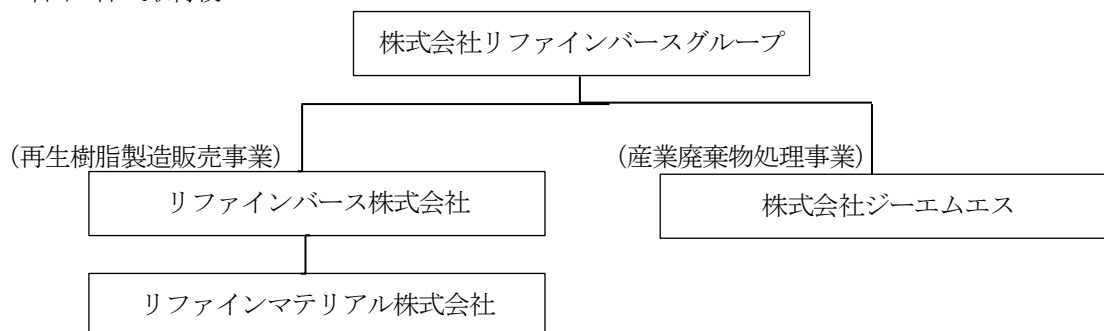 株式会社リファインバースグループ
(再生樹脂製造販売事業)
(産業廃棄物処理事業)
リファインバース株式会社
株式会社ジーエムエス
リファインマテリアル株式会社